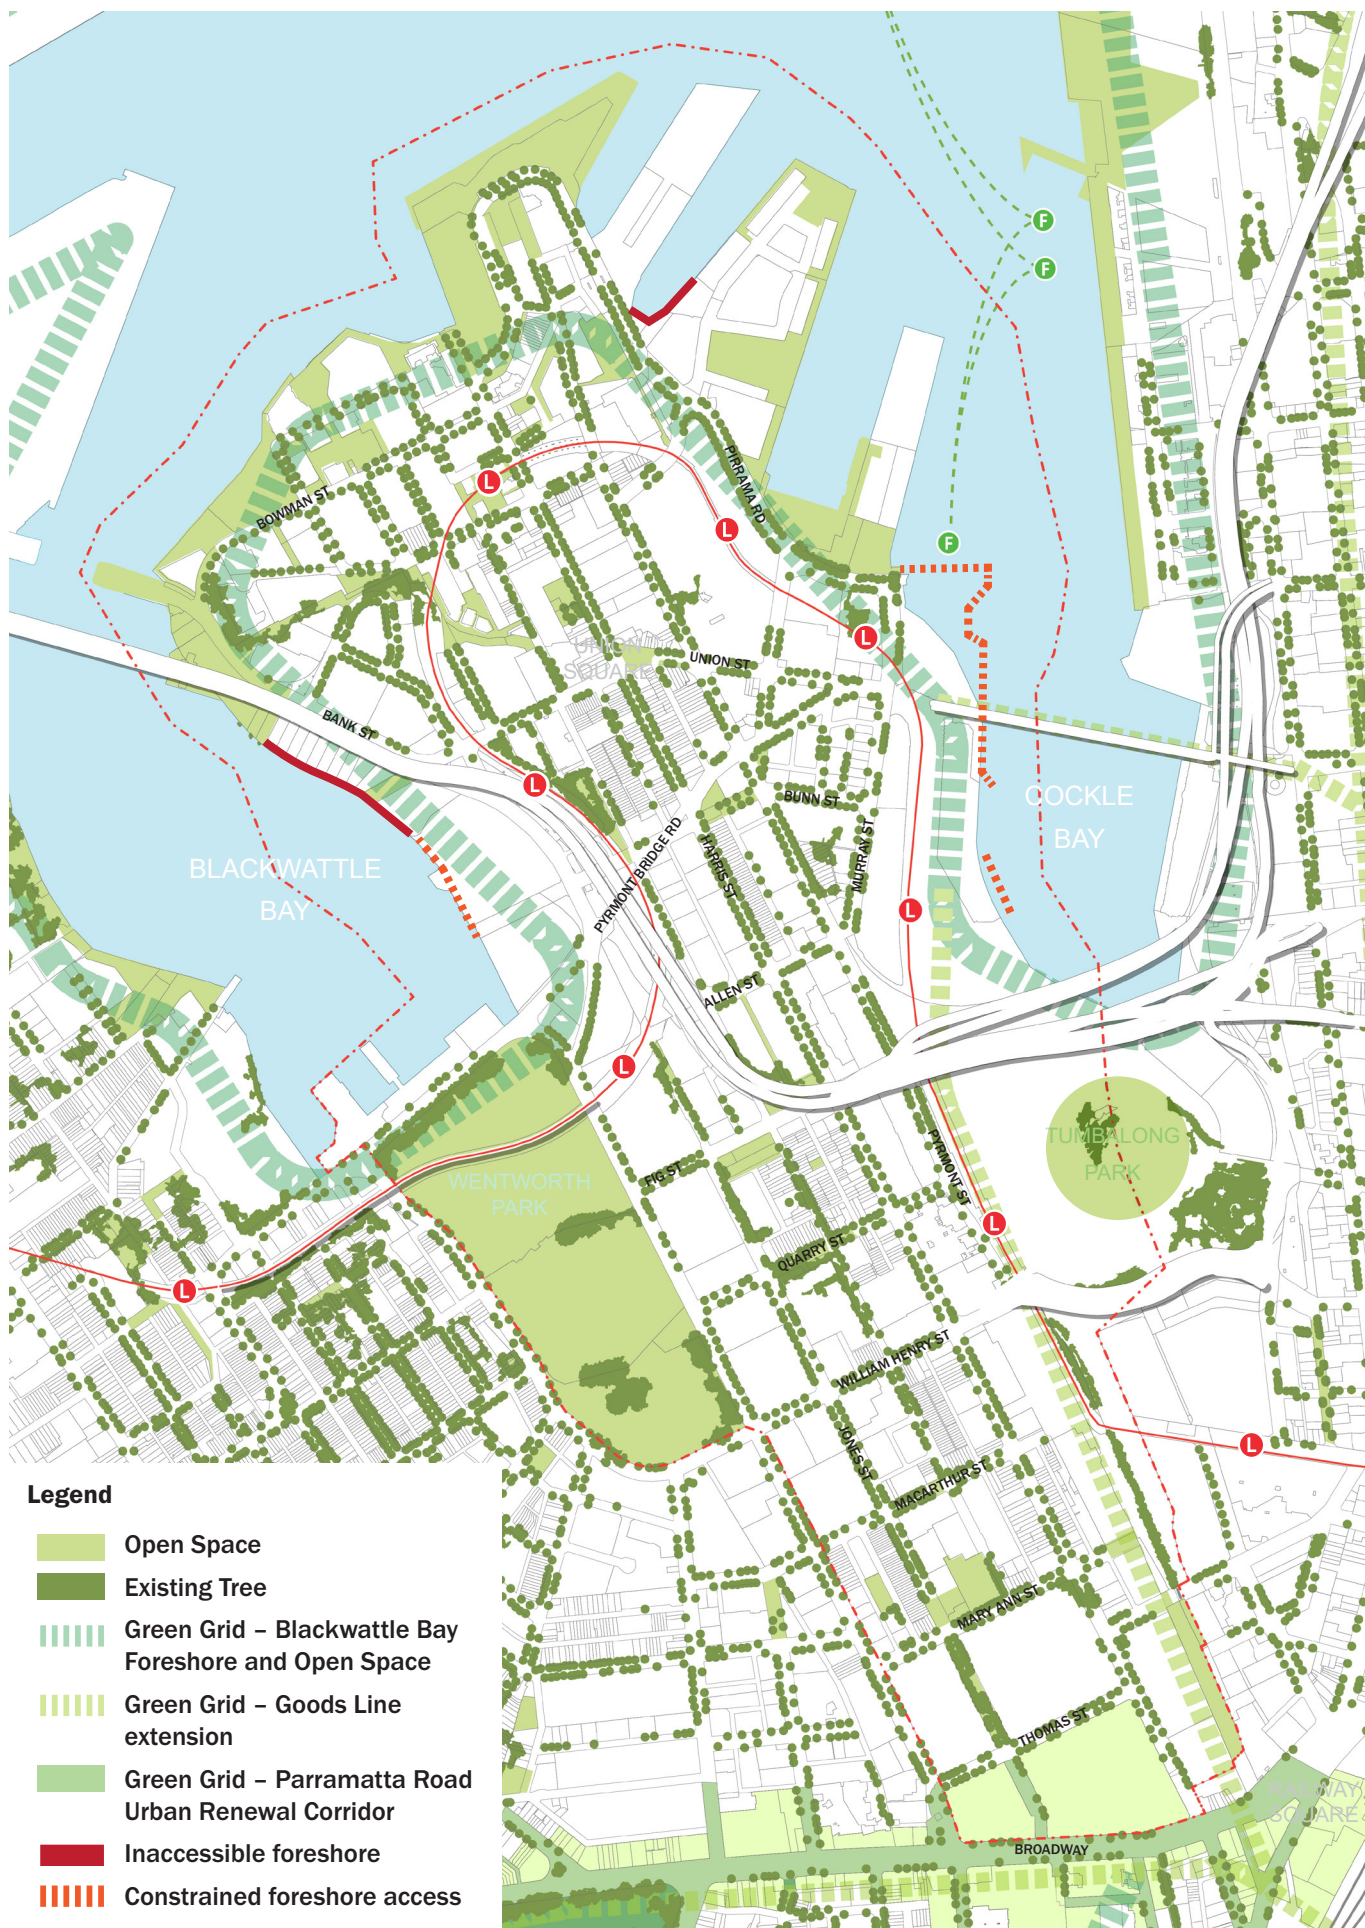 F
F
L
PIRRAMA RD
BOWMAN ST
L
F
L
UNION
SQUARE
UNION ST
BANK ST
L
BUNN ST
COCKLE
BAY
BLACKWATTLE
BAY
PYRMONT BRIDGE RD
HARRIS ST
MURRAY ST
L
ALLEN ST
L
TUMBALONG
PARK
WENTWORTH
PARK
FIG ST
PYRMONT ST
L
QUARRY ST
L
WILLIAM HENRY ST
JONES ST
L
MACARTHUR ST
MARY ANN ST
THOMAS ST
RAILWAY
SQUARE
BROADWAY
Legend
Open Space
Existing Tree
Green Grid – Blackwattle Bay
Foreshore and Open Space
Green Grid – Goods Line
extension
Green Grid – Parramatta Road
Urban Renewal Corridor
Inaccessible foreshore
Constrained foreshore access